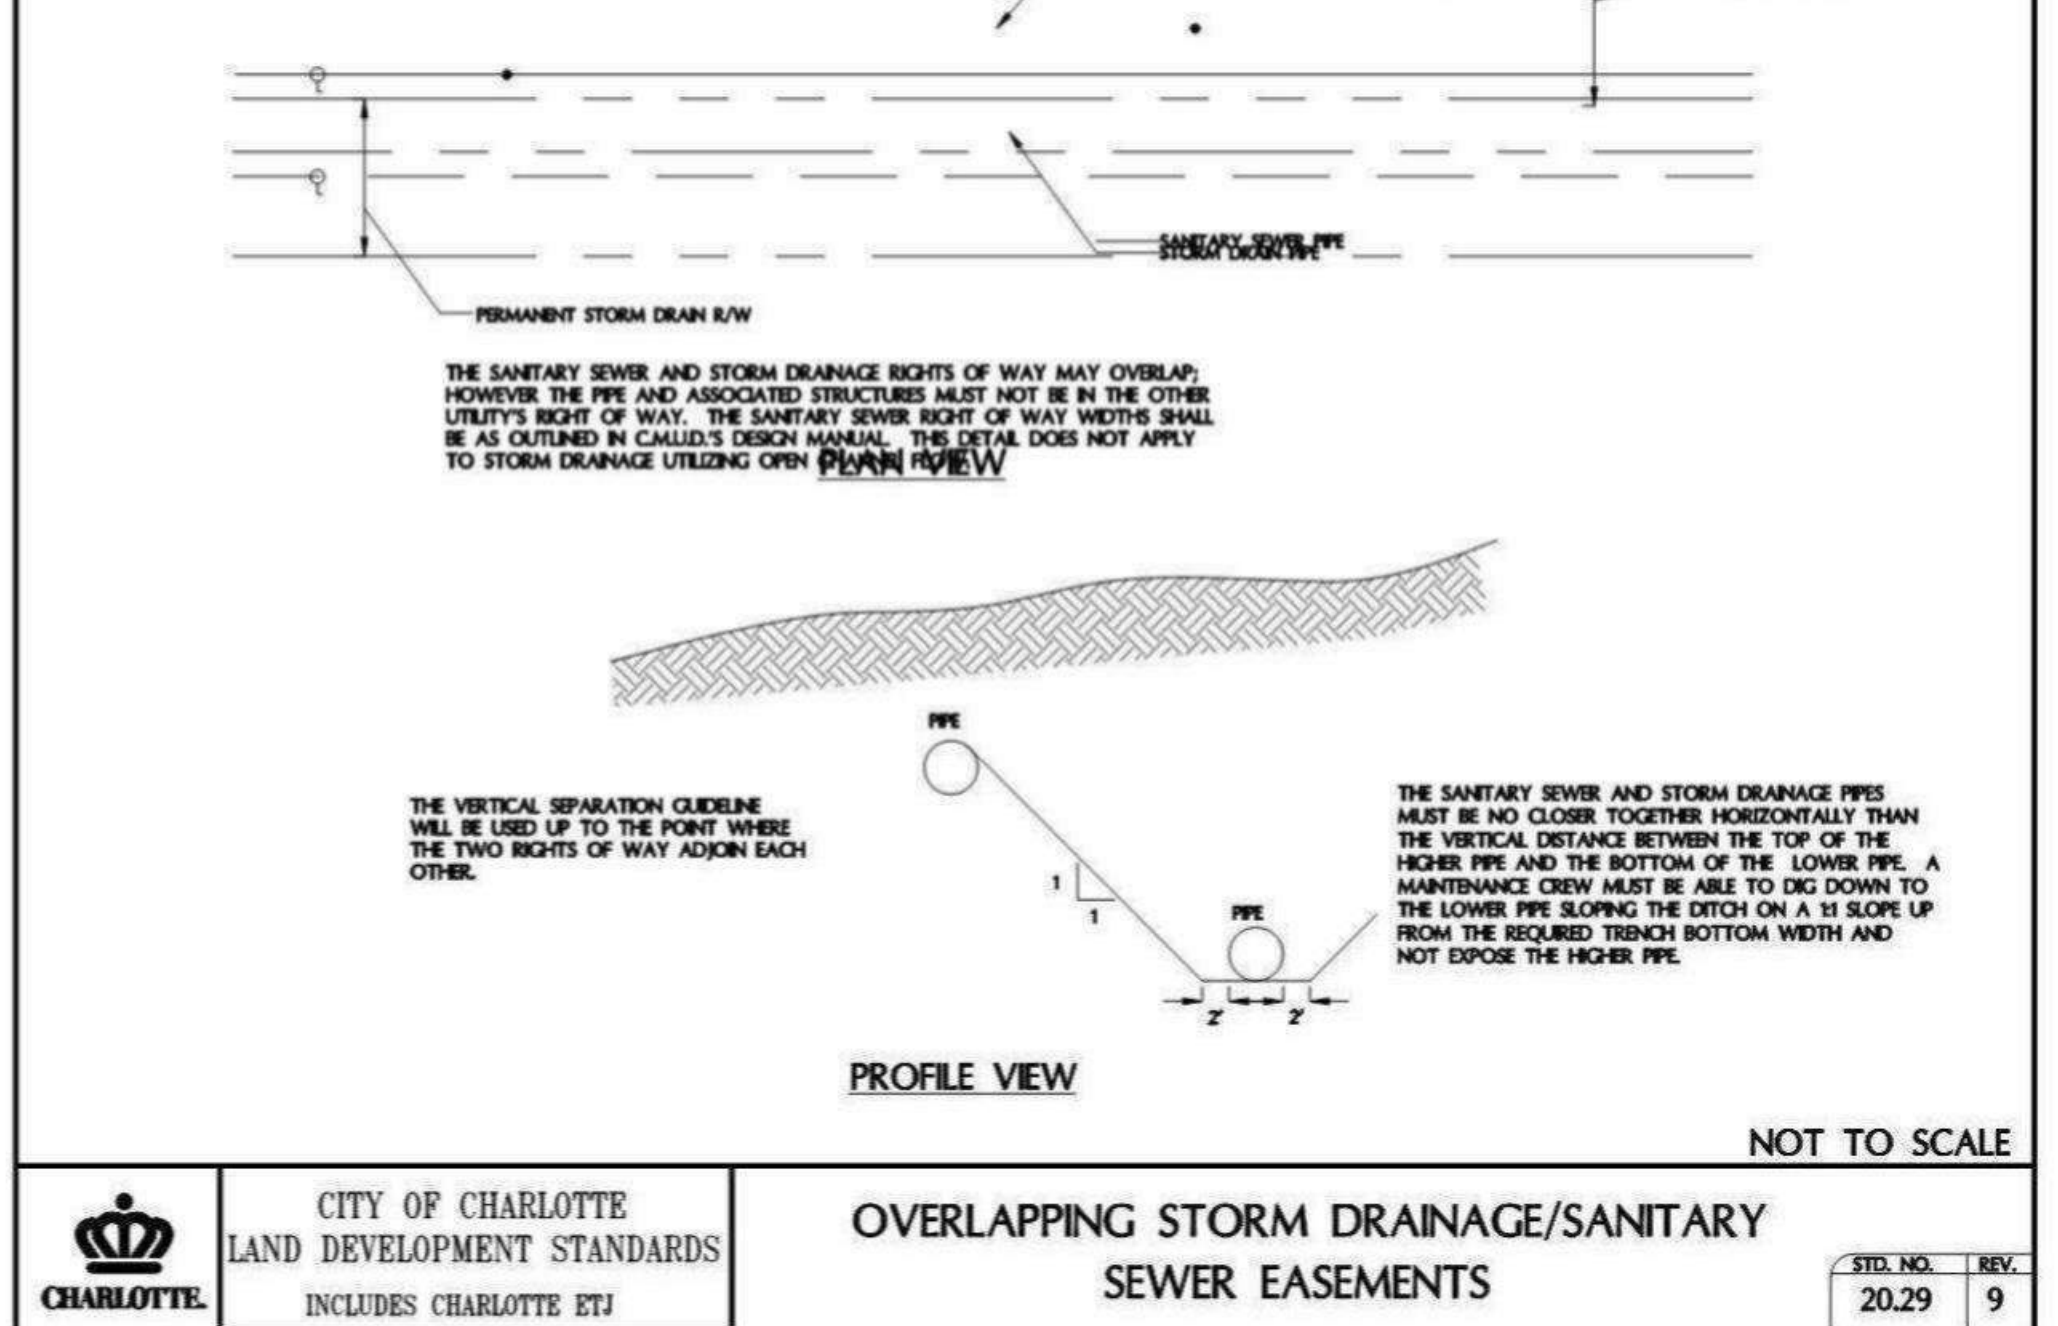 SANITARY SEWER PIPE
STORM DRAIN PIPE
PERMANENT STORM DRAIN R/W
THE SANITARY SEWER AND STORM DRAINAGE RIGHTS OF WAY MAY OVERLAP;
HOWEVER THE PIPE AND ASSOCIATED STRUCTURES MUST NOT BE IN THE OTHER
UTILITY'S RIGHT OF WAY. THE SANITARY SEWER RIGHT OF WAY WIDTHS SHALL
BE AS OUTLINED IN C.M.U.D.'S DESIGN MANUAL. THIS DETAIL DOES NOT APPLY
TO STORM DRAINAGE UTILIZING OPEN
PLAN VIEW
PIPE
THE VERTICAL SEPARATION GUIDELINE
WILL BE USED UP TO THE POINT WHERE
THE TWO RIGHTS OF WAY ADJOIN EACH
OTHER.
1
1
PIPE
2'
2'
THE SANITARY SEWER AND STORM DRAINAGE PIPES
MUST BE NO CLOSER TOGETHER HORIZONTALLY THAN
THE VERTICAL DISTANCE BETWEEN THE TOP OF THE
HIGHER PIPE AND THE BOTTOM OF THE LOWER PIPE. A
MAINTENANCE CREW MUST BE ABLE TO DIG DOWN TO
THE LOWER PIPE SLOPING THE DITCH ON A 1:1 SLOPE UP
FROM THE REQUIRED TRENCH BOTTOM WIDTH AND
NOT EXPOSE THE HIGHER PIPE.
PROFILE VIEW
NOT TO SCALE
CHARLOTTE.
CITY OF CHARLOTTE
LAND DEVELOPMENT STANDARDS
INCLUDES CHARLOTTE ETJ
OVERLAPPING STORM DRAINAGE/SANITARY
SEWER EASEMENTS
STD. NO. REV.
20.29 9